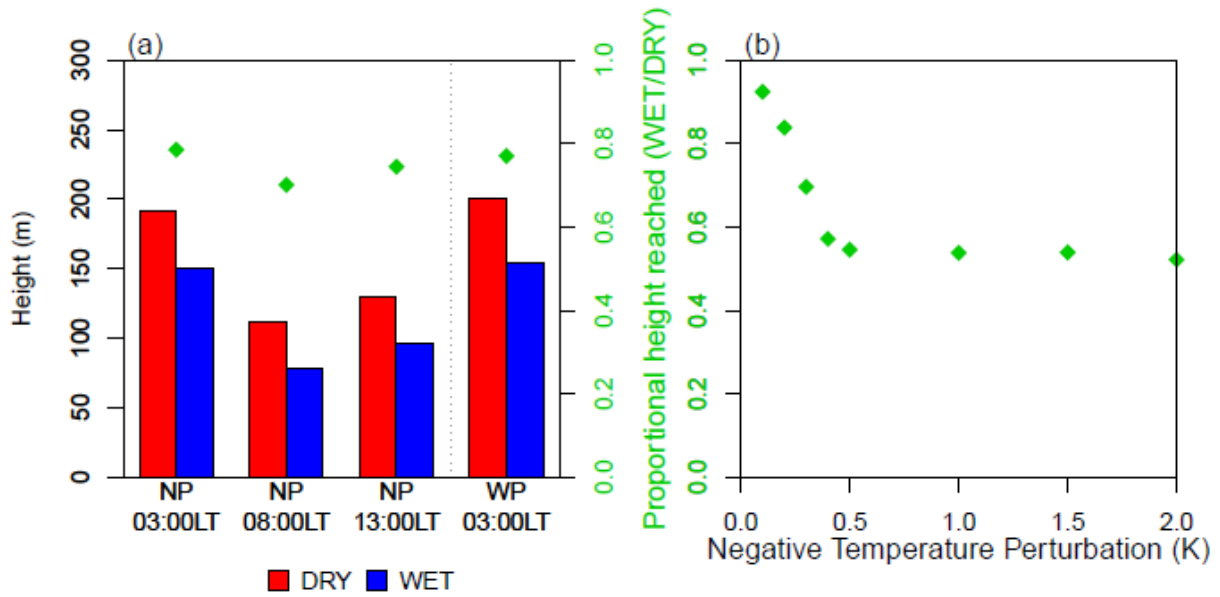 (a)
300
250
200
150
100
50
0
Height (m)
1.0
0.8
0.6
0.4
0.2
0.0
NP NP NP WP
03:00LT 08:00LT 13:00LT 03:00LT
DRY WET
(b)
Proportional height reached (WET/DRY)
1.0
0.8
0.6
0.4
0.2
0.0
0.0 0.5 1.0 1.5 2.0
Negative Temperature Perturbation (K)